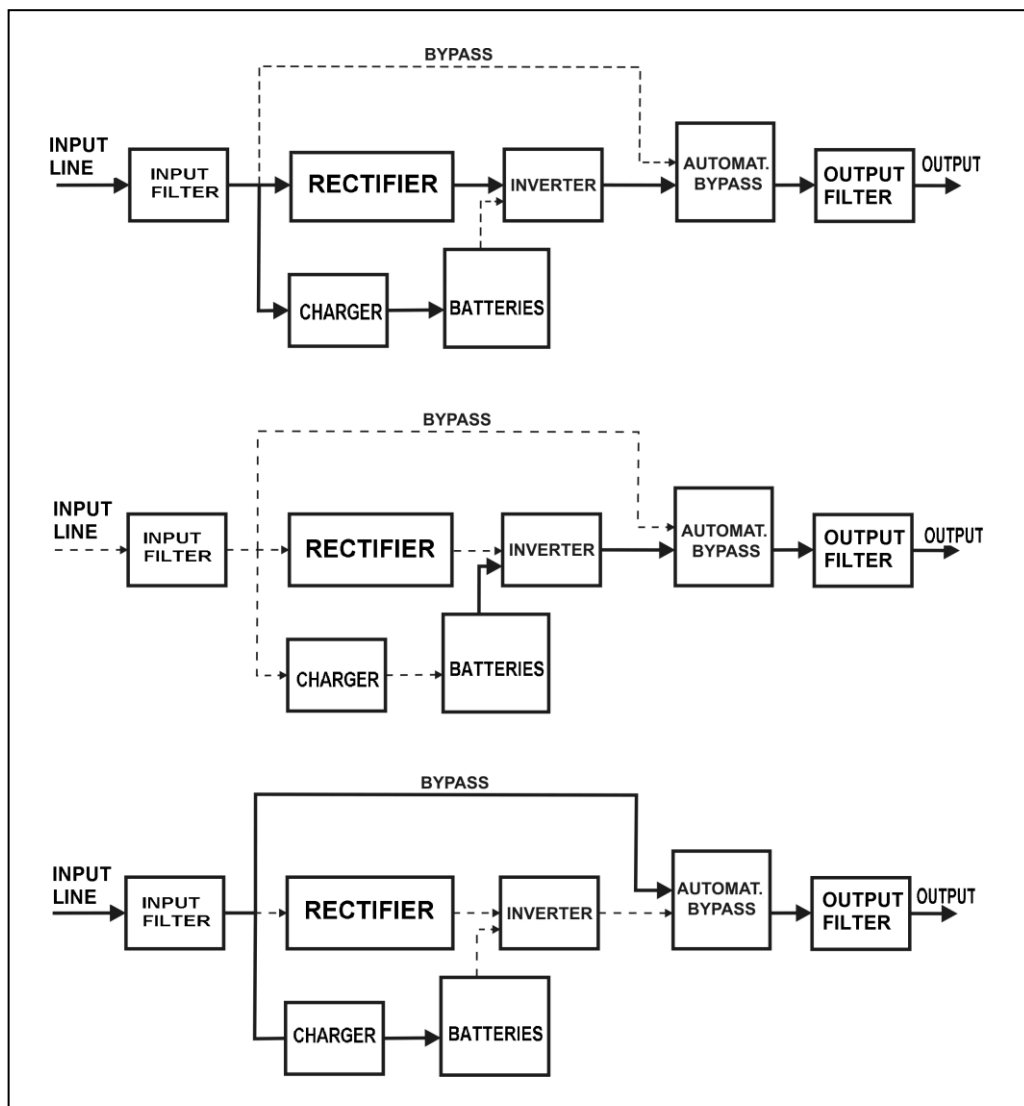 BYPASS
INPUT
LINE
INPUT
FILTER
RECTIFIER
INVERTER
AUTOMAT.
BYPASS
OUTPUT
FILTER
OUTPUT
CHARGER
BATTERIES
BYPASS
INPUT
LINE
INPUT
FILTER
RECTIFIER
INVERTER
AUTOMAT.
BYPASS
OUTPUT
FILTER
OUTPUT
CHARGER
BATTERIES
BYPASS
INPUT
LINE
INPUT
FILTER
RECTIFIER
INVERTER
AUTOMAT.
BYPASS
OUTPUT
FILTER
OUTPUT
CHARGER
BATTERIES